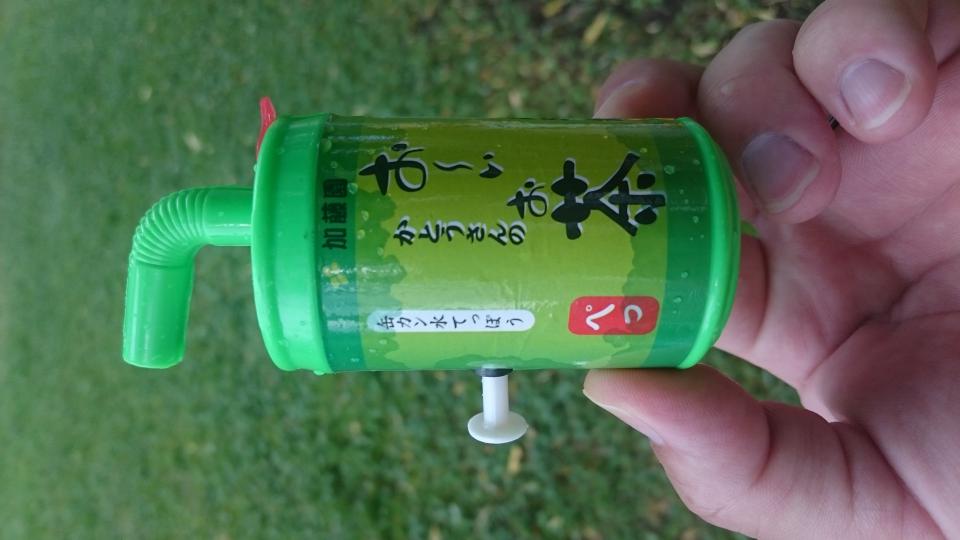 加藤園
お〜い お茶
かとうさんの
缶カン水てっぽう
ぺっ